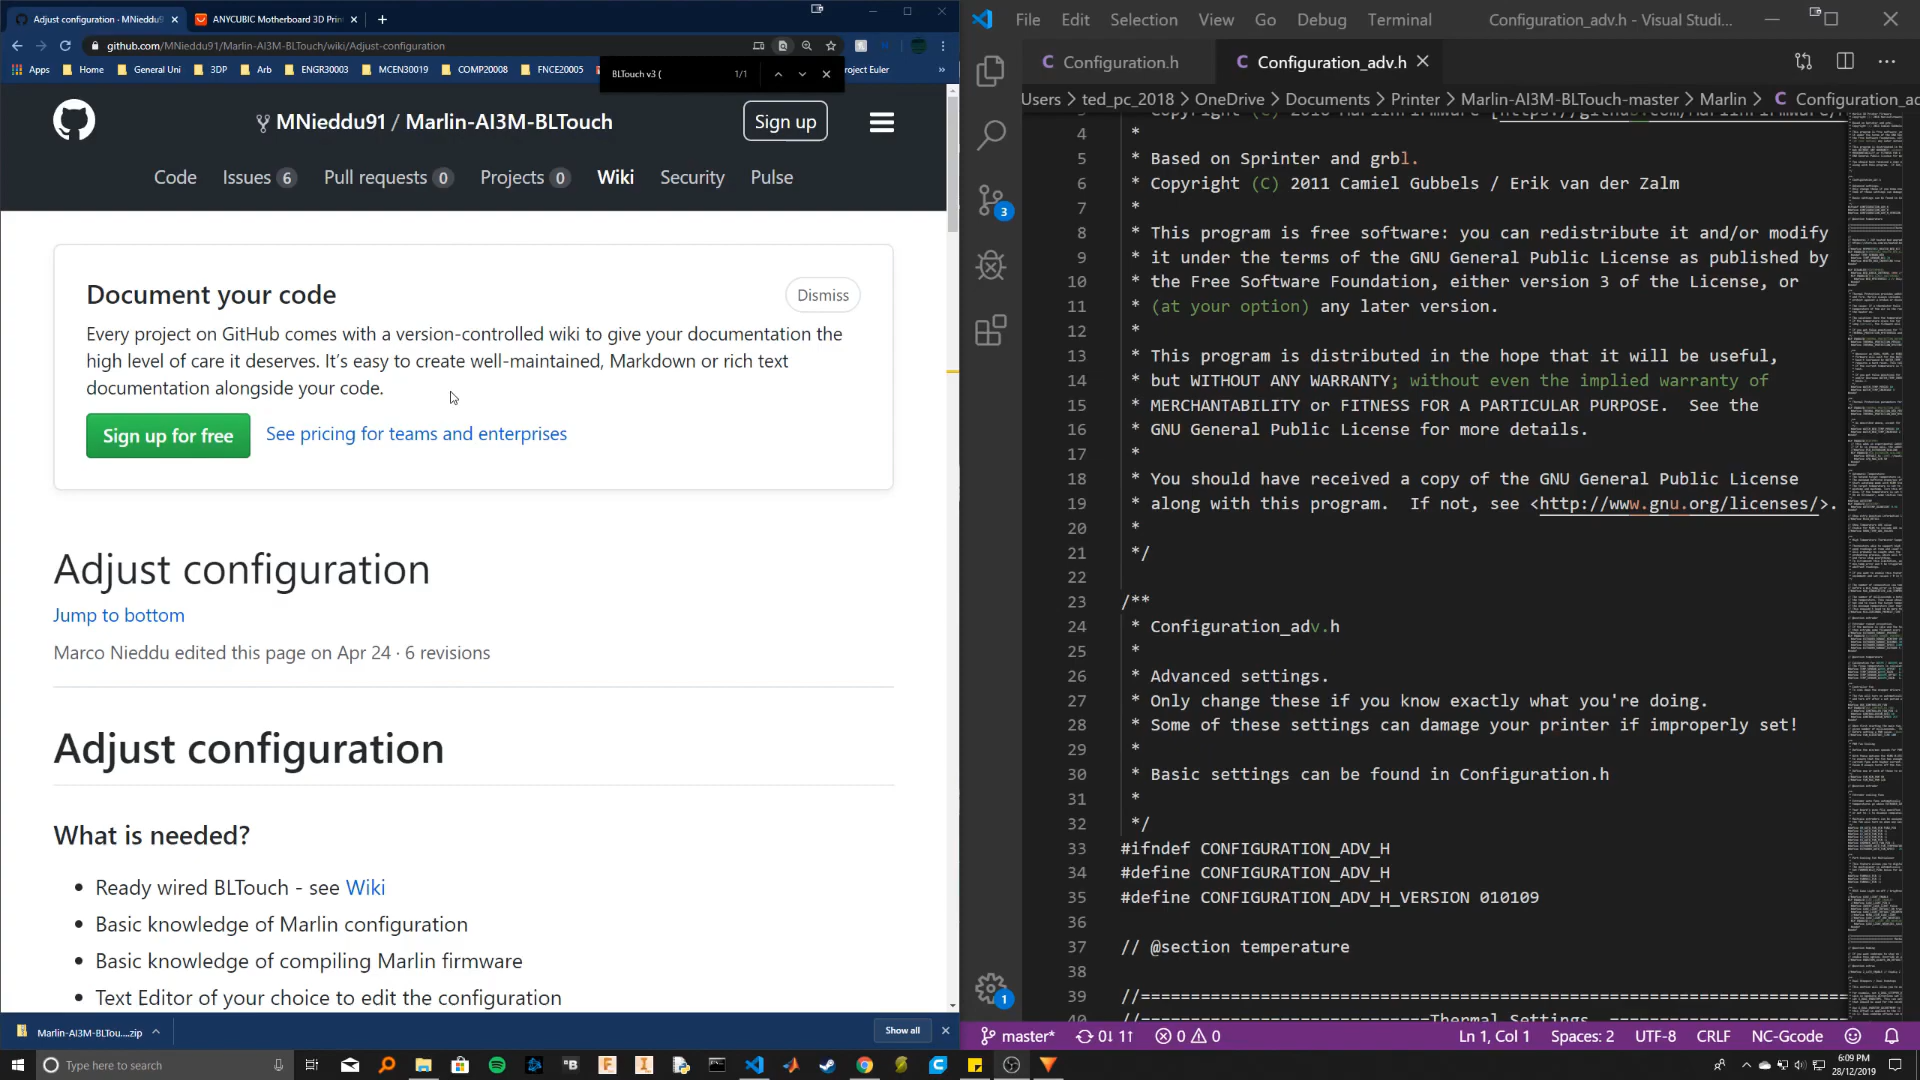 Adjust configuration - MNieddu9
ANYCUBIC Motherboard 3D Prin
github.com/MNieddu91/Marlin-AI3M-BLTouch/wiki/Adjust-configuration
Apps Home General Uni 3DP Arb ENGR30003 MCEN30019 COMP20008 FNCE20005 roject Euler
BLTouch v3 ( 1/1
MNieddu91 / Marlin-AI3M-BLTouch
Sign up
Code Issues 6 Pull requests 0 Projects 0 Wiki Security Pulse
Document your code
Dismiss
Every project on GitHub comes with a version-controlled wiki to give your documentation the
high level of care it deserves. It's easy to create well-maintained, Markdown or rich text
documentation alongside your code.
Sign up for free
See pricing for teams and enterprises
Adjust configuration
Jump to bottom
Marco Nieddu edited this page on Apr 24 · 6 revisions
Adjust configuration
What is needed?
• Ready wired BLTouch - see Wiki
• Basic knowledge of Marlin configuration
• Basic knowledge of compiling Marlin firmware
• Text Editor of your choice to edit the configuration
Marlin-AI3M-BLTou....zip
Show all
File Edit Selection View Go Debug Terminal
Configuration_adv.h - Visual Studi...
Configuration.h
Configuration_adv.h
Users > ted_pc_2018 > OneDrive > Documents > Printer > Marlin-AI3M-BLTouch-master > Marlin > C Configuration_ad
3
1
4 *
5 * Based on Sprinter and grbl.
6 * Copyright (C) 2011 Camiel Gubbels / Erik van der Zalm
7 *
8 * This program is free software: you can redistribute it and/or modify
9 * it under the terms of the GNU General Public License as published by
10 * the Free Software Foundation, either version 3 of the License, or
11 * (at your option) any later version.
12 *
13 * This program is distributed in the hope that it will be useful,
14 * but WITHOUT ANY WARRANTY; without even the implied warranty of
15 * MERCHANTABILITY or FITNESS FOR A PARTICULAR PURPOSE.  See the
16 * GNU General Public License for more details.
17 *
18 * You should have received a copy of the GNU General Public License
19 * along with this program.  If not, see <http://www.gnu.org/licenses/>.
20 *
21 */
22
23 /**
24 * Configuration_adv.h
25 *
26 * Advanced settings.
27 * Only change these if you know exactly what you're doing.
28 * Some of these settings can damage your printer if improperly set!
29 *
30 * Basic settings can be found in Configuration.h
31 *
32 */
33 #ifndef CONFIGURATION_ADV_H
34 #define CONFIGURATION_ADV_H
35 #define CONFIGURATION_ADV_H_VERSION 010109
36
37 // @section temperature
38
39 //===========================================================================
40 //=============================Thermal Settings
master* 0↓ 1↑ 0 0
Ln 1, Col 1 Spaces: 2 UTF-8 CRLF NC-Gcode
Type here to search
6:09 PM
28/12/2019